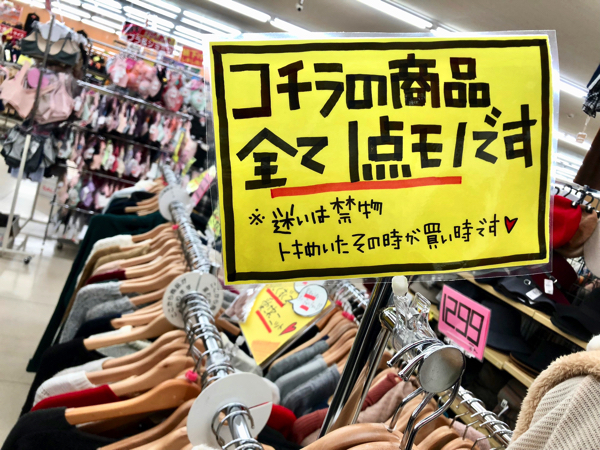 コチラの商品
全て1点モノです
※迷いは禁物
トキめいたその時が買い時です♥
1299